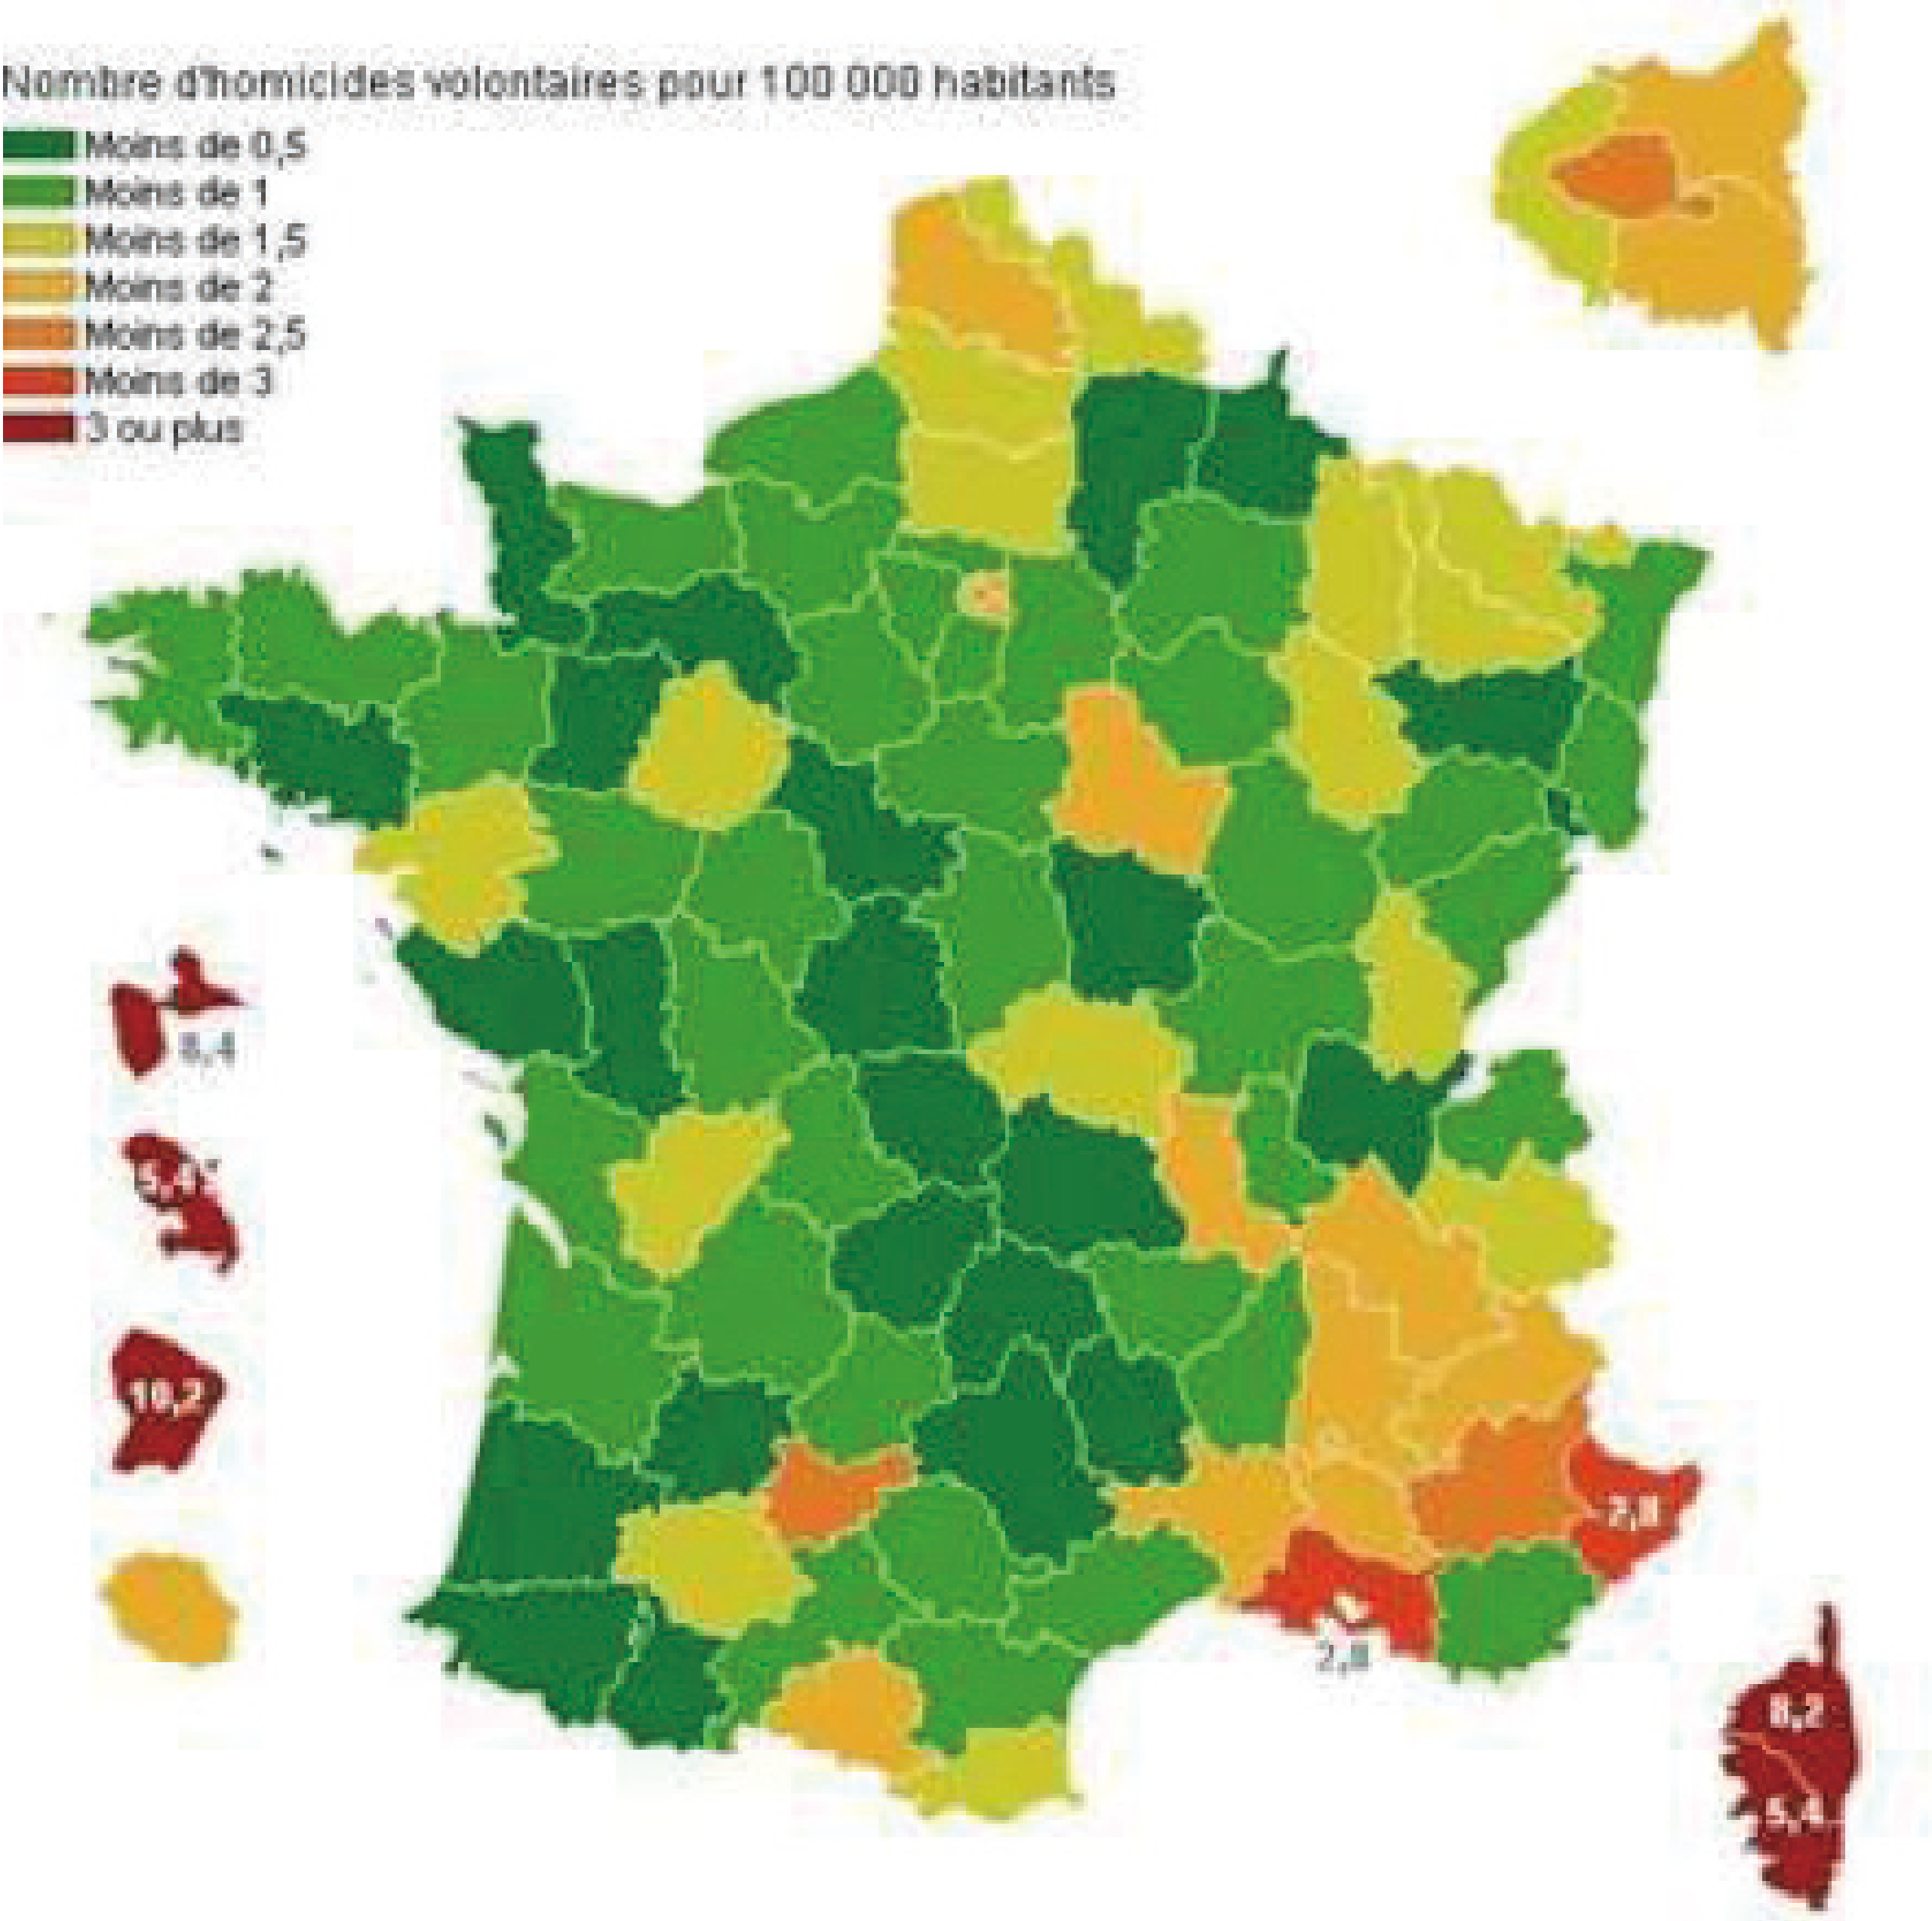 Nombre d'homicides volontaires pour 100 000 habitants
Moins de 0,5
Moins de 1
Moins de 1,5
Moins de 2
Moins de 2,5
Moins de 3
3 ou plus
5,4
10,2
2,8
2,8
8,2
5,4